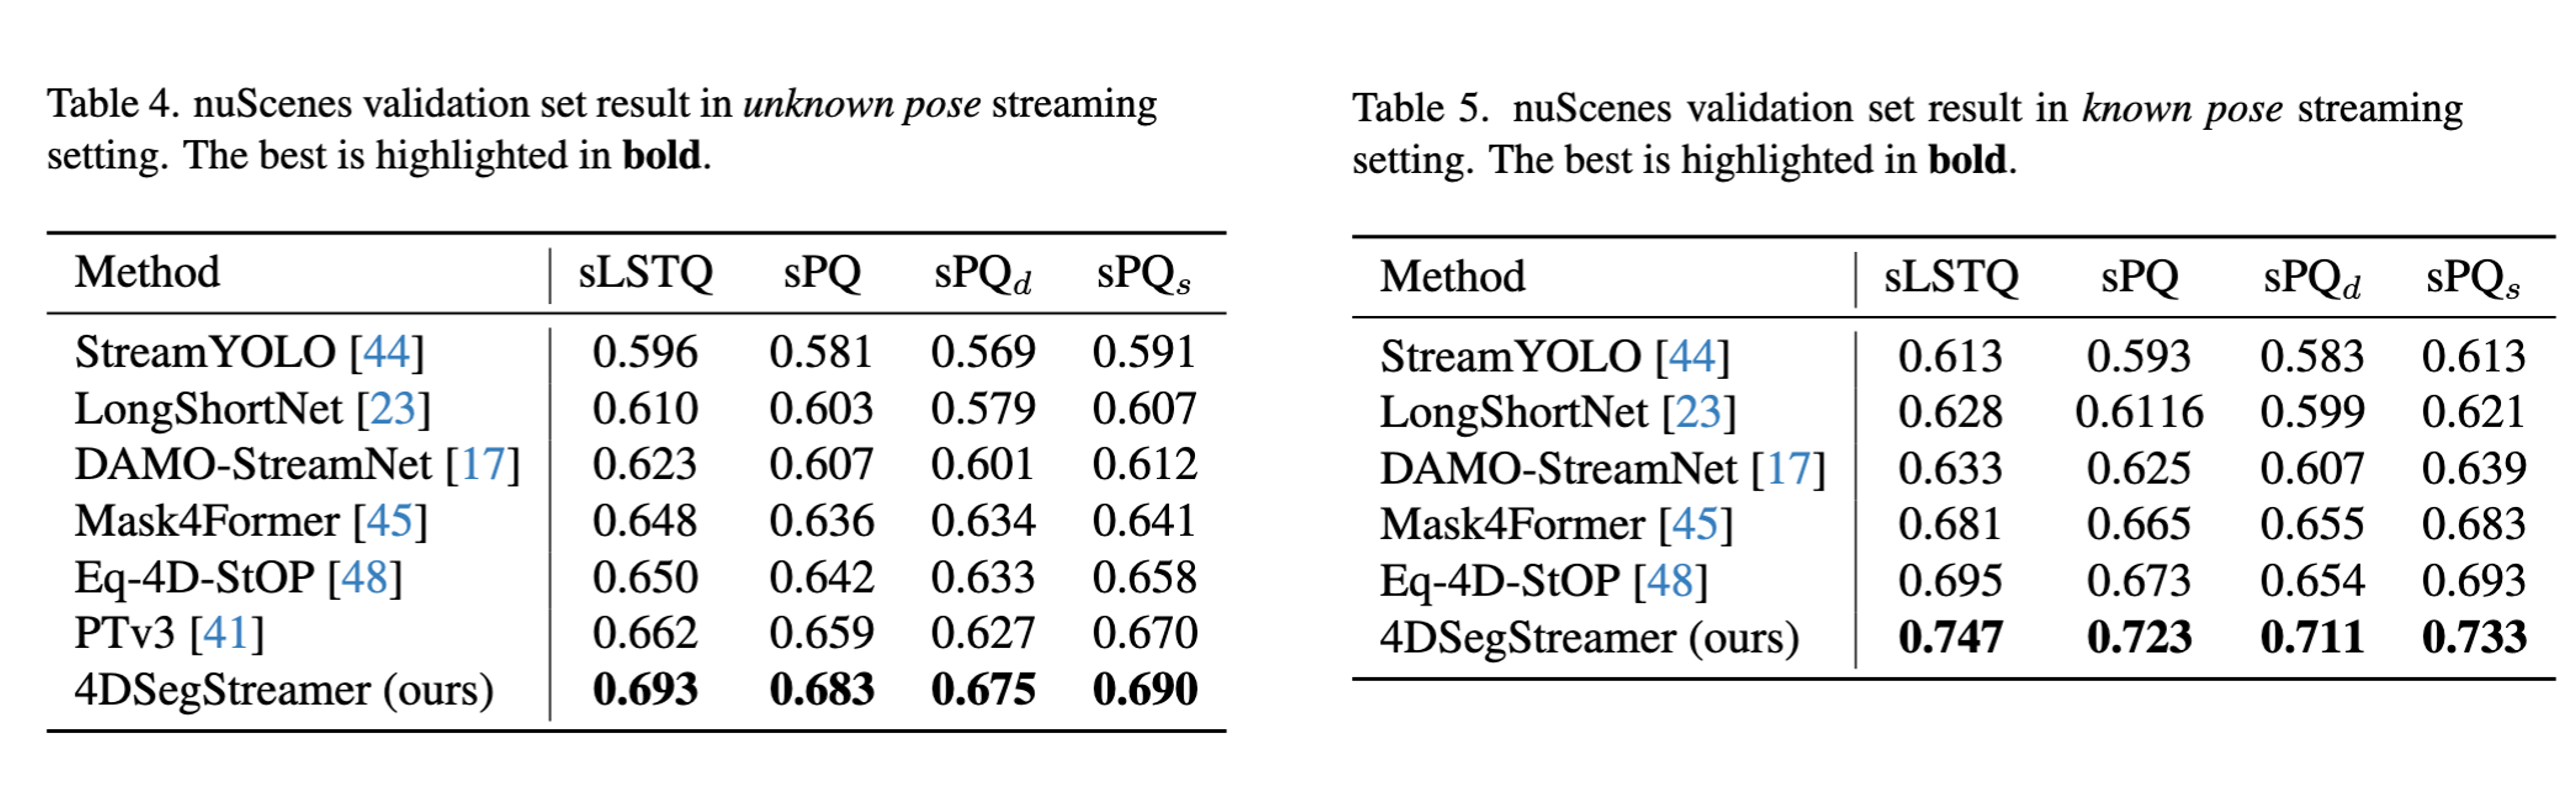 Table 4. nuScenes validation set result in unknown pose streaming
setting. The best is highlighted in bold.
Method sLSTQ sPQ sPQd sPQs
StreamYOLO [44] 0.596 0.581 0.569 0.591
LongShortNet [23] 0.610 0.603 0.579 0.607
DAMO-StreamNet [17] 0.623 0.607 0.601 0.612
Mask4Former [45] 0.648 0.636 0.634 0.641
Eq-4D-StOP [48] 0.650 0.642 0.633 0.658
PTv3 [41] 0.662 0.659 0.627 0.670
4DSegStreamer (ours) 0.693 0.683 0.675 0.690
Table 5. nuScenes validation set result in known pose streaming
setting. The best is highlighted in bold.
Method sLSTQ sPQ sPQd sPQs
StreamYOLO [44] 0.613 0.593 0.583 0.613
LongShortNet [23] 0.628 0.6116 0.599 0.621
DAMO-StreamNet [17] 0.633 0.625 0.607 0.639
Mask4Former [45] 0.681 0.665 0.655 0.683
Eq-4D-StOP [48] 0.695 0.673 0.654 0.693
4DSegStreamer (ours) 0.747 0.723 0.711 0.733